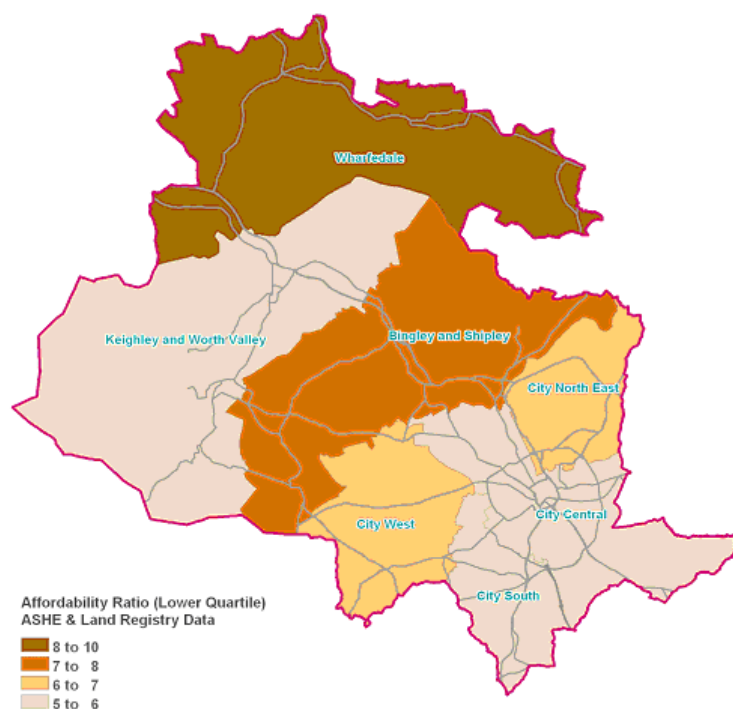 Wharfedale
Keighley and Worth Valley
Bingley and Shipley
City North East
City Central
City West
City South
Affordability Ratio (Lower Quartile)
ASHE & Land Registry Data
8 to 10
7 to 8
6 to 7
5 to 6